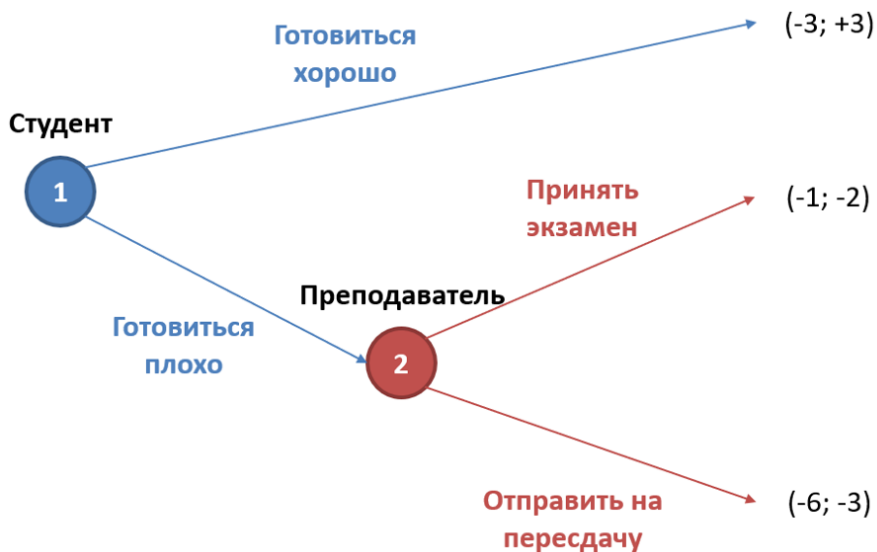 Готовиться
хорошо
(-3; +3)
Студент
1
Принять
экзамен
(-1; -2)
Преподаватель
Готовиться
плохо
2
Отправить на
пересдачу
(-6; -3)